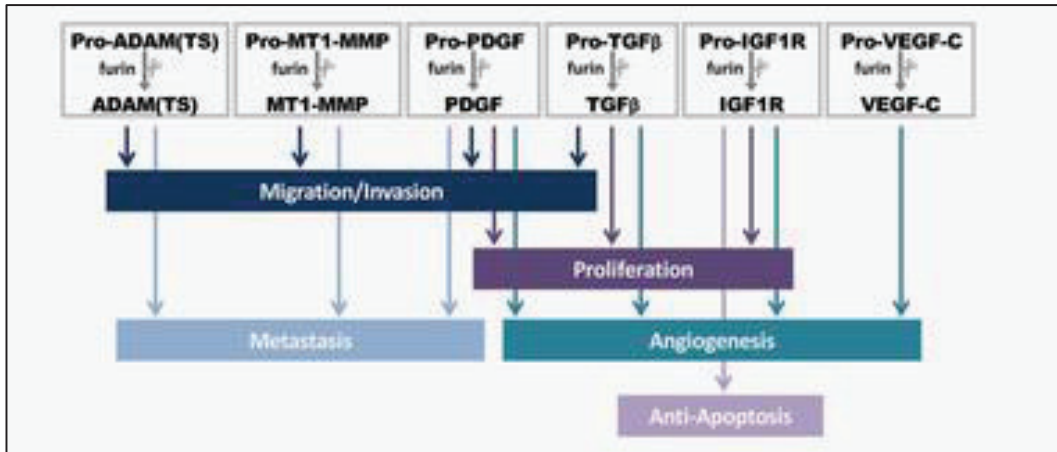 Pro-ADAM(TS) Pro-MT1-MMP Pro-PDGF Pro-TGFβ Pro-IGF1R Pro-VEGF-C
furin furin furin furin furin furin
ADAM(TS) MT1-MMP PDGF TGFβ IGF1R VEGF-C
Migration/Invasion
Proliferation
Metastasis Angiogenesis
Anti-Apoptosis